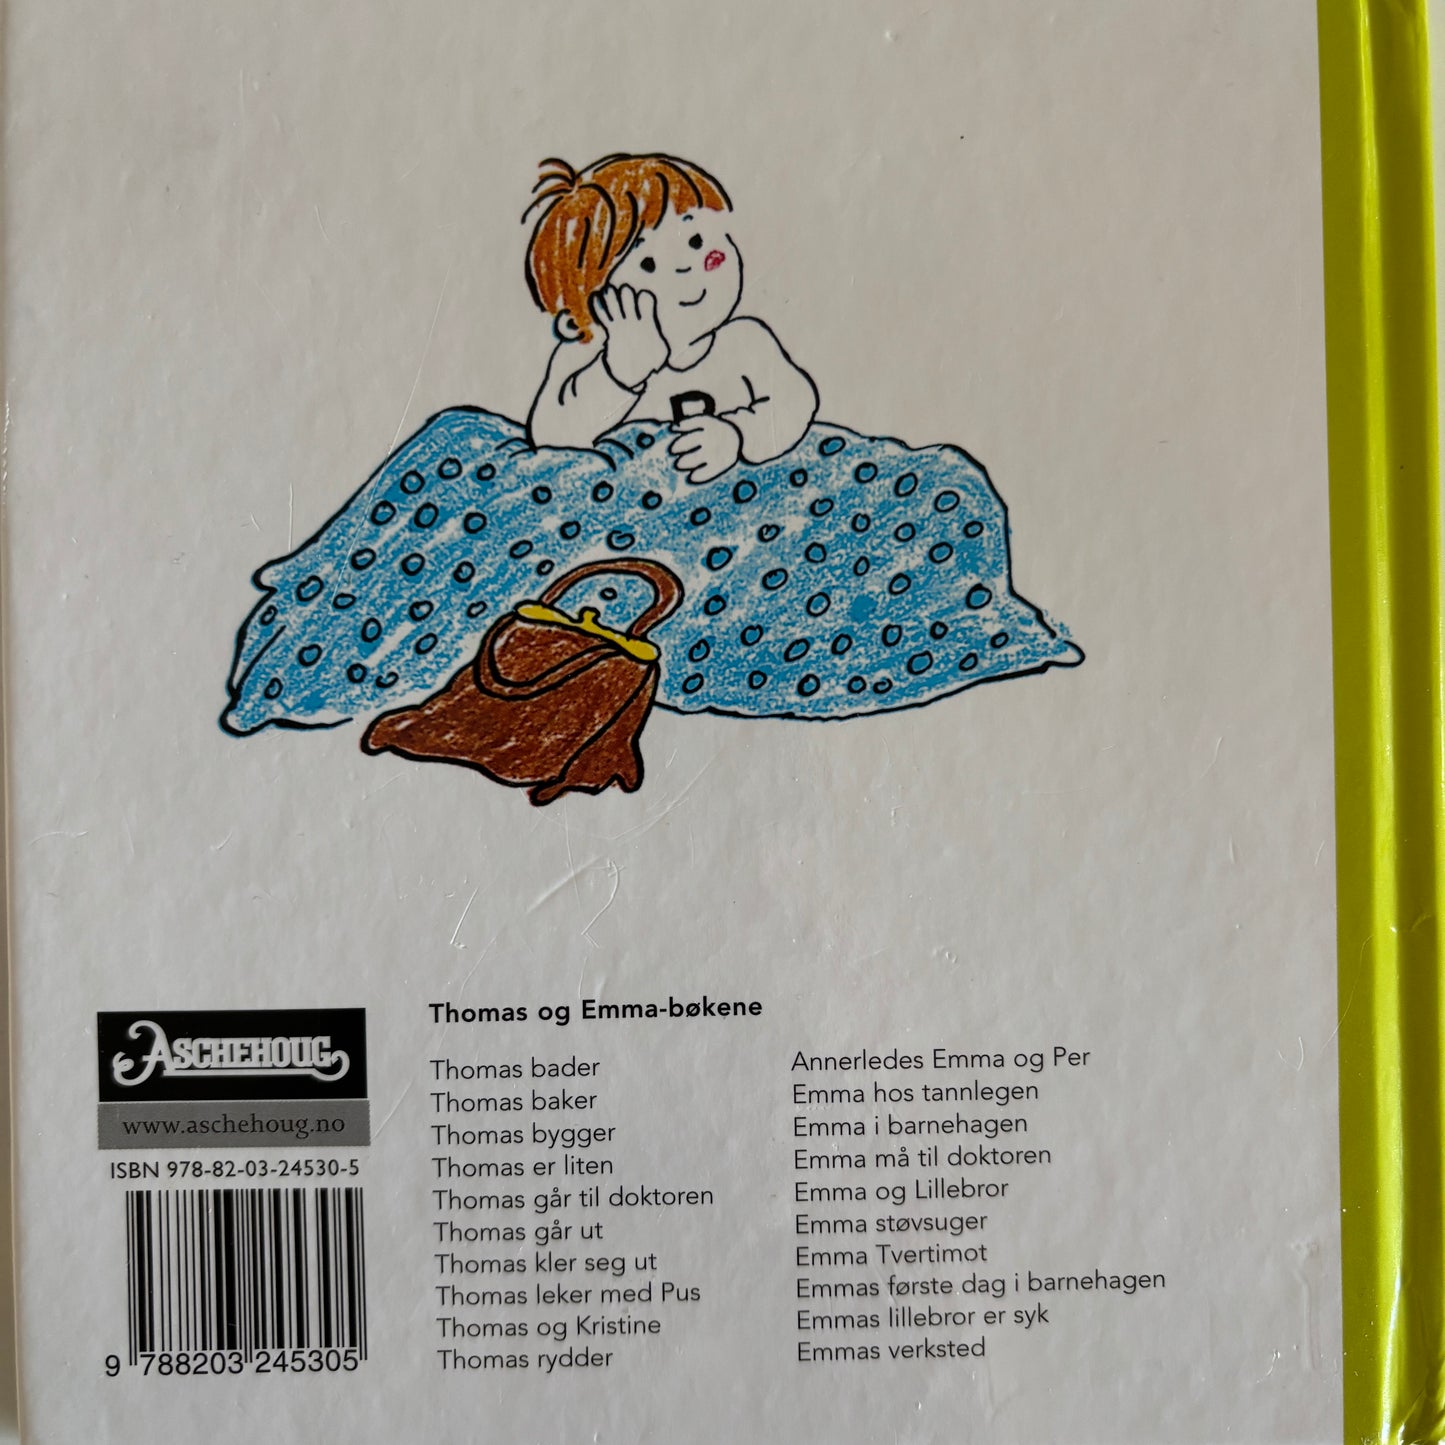 ASCHEHOUG
www.aschehoug.no
ISBN 978-82-03-24530-5
9 788203 245305
Thomas og Emma-bøkene
Thomas bader
Thomas baker
Thomas bygger
Thomas er liten
Thomas går til doktoren
Thomas går ut
Thomas kler seg ut
Thomas leker med Pus
Thomas og Kristine
Thomas rydder
Annerledes Emma og Per
Emma hos tannlegen
Emma i barnehagen
Emma må til doktoren
Emma og Lillebror
Emma støvsuger
Emma Tvertimot
Emmas første dag i barnehagen
Emmas lillebror er syk
Emmas verksted